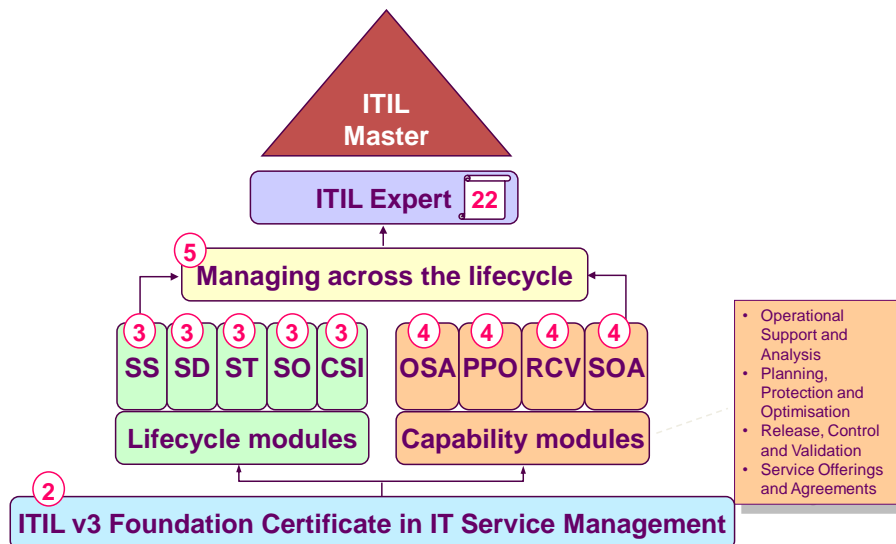 ITIL
Master
ITIL Expert
22
5
Managing across the lifecycle
3
3
3
3
3
SS
SD
ST
SO
CSI
4
4
4
4
OSA
PPO
RCV
SOA
Lifecycle modules
Capability modules
• Operational
Support and
Analysis
• Planning,
Protection and
Optimisation
• Release, Control
and Validation
• Service Offerings
and Agreements
2
ITIL v3 Foundation Certificate in IT Service Management